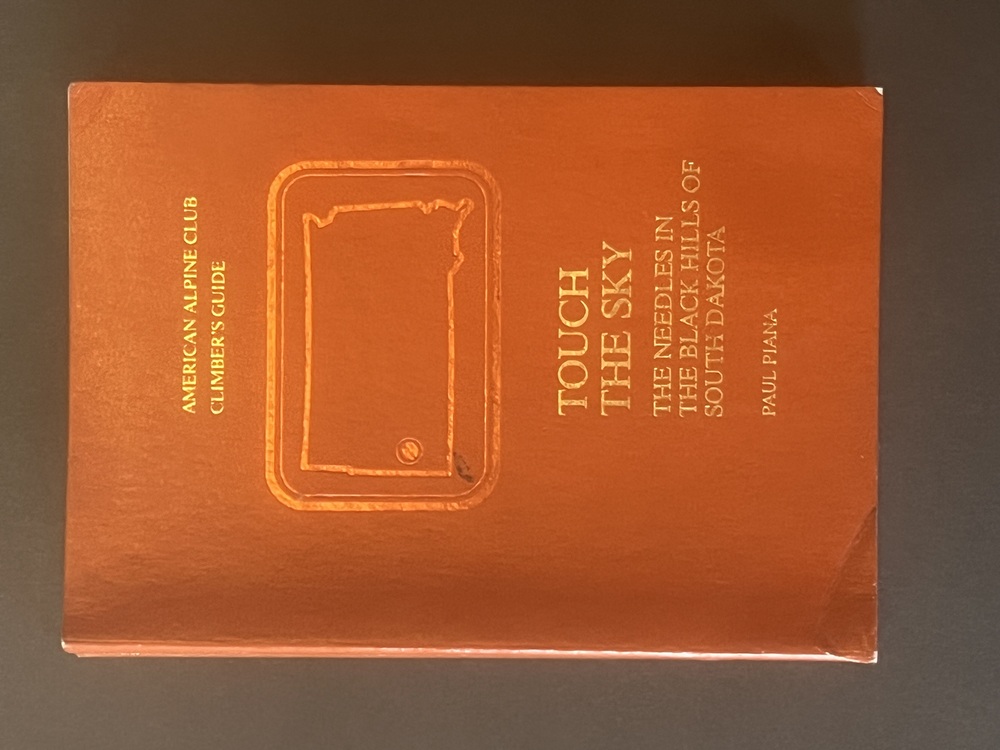 AMERICAN ALPINE CLUB
CLIMBER'S GUIDE
TOUCH
THE SKY
THE NEEDLES IN
THE BLACK HILLS OF
SOUTH DAKOTA
PAUL PIANA